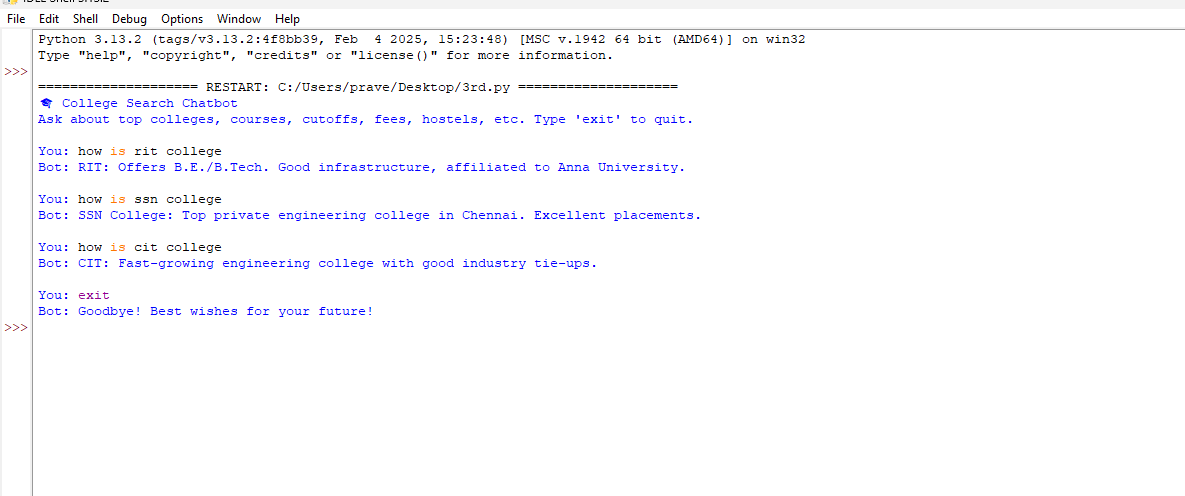 File Edit Shell Debug Options Window Help
Python 3.13.2 (tags/v3.13.2:4f8bb39, Feb  4 2025, 15:23:48) [MSC v.1942 64 bit (AMD64)] on win32
Type "help", "copyright", "credits" or "license()" for more information.
>>>
==================== RESTART: C:/Users/prave/Desktop/3rd.py ====================
🎓 College Search Chatbot
Ask about top colleges, courses, cutoffs, fees, hostels, etc. Type 'exit' to quit.
You: how is rit college
Bot: RIT: Offers B.E./B.Tech. Good infrastructure, affiliated to Anna University.
You: how is ssn college
Bot: SSN College: Top private engineering college in Chennai. Excellent placements.
You: how is cit college
Bot: CIT: Fast-growing engineering college with good industry tie-ups.
You: exit
Bot: Goodbye! Best wishes for your future!
>>>